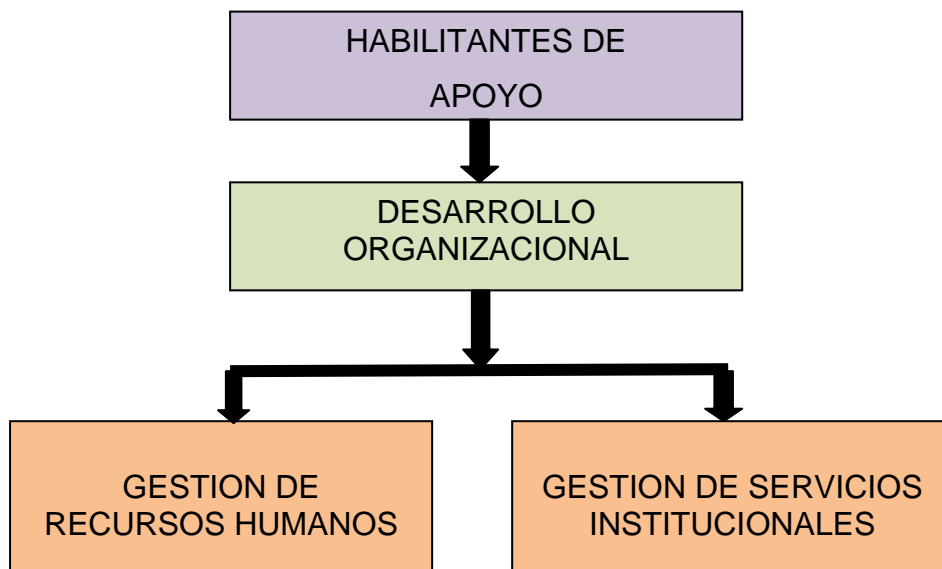 HABILITANTES DE
APOYO
DESARROLLO
ORGANIZACIONAL
GESTION DE
RECURSOS HUMANOS
GESTION DE SERVICIOS
INSTITUCIONALES